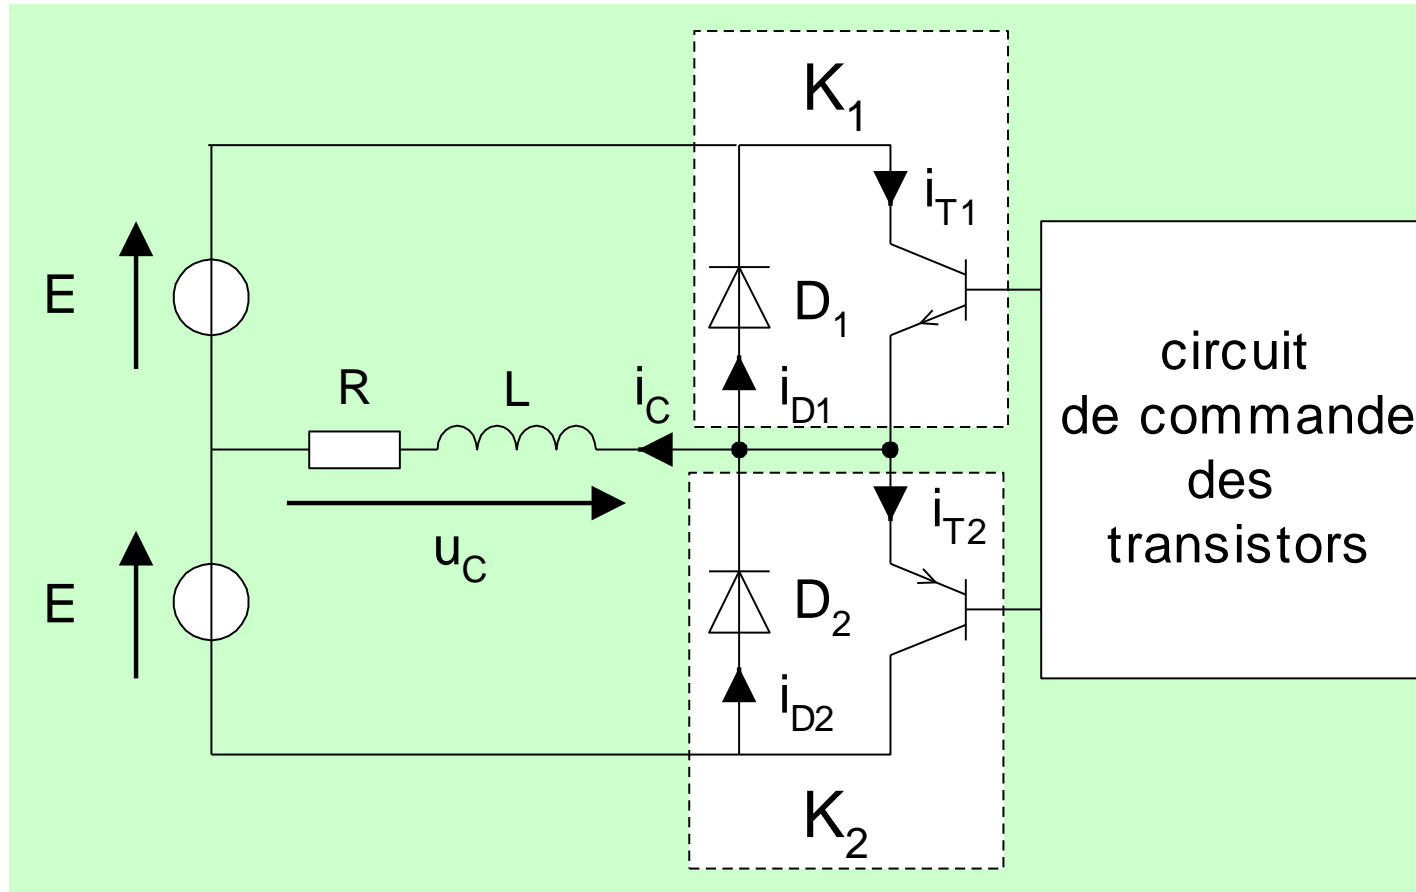 K1
iT1
E
D1
R
L
iC
iD1
uC
iT2
E
D2
iD2
K2
circuit
de commande
des
transistors